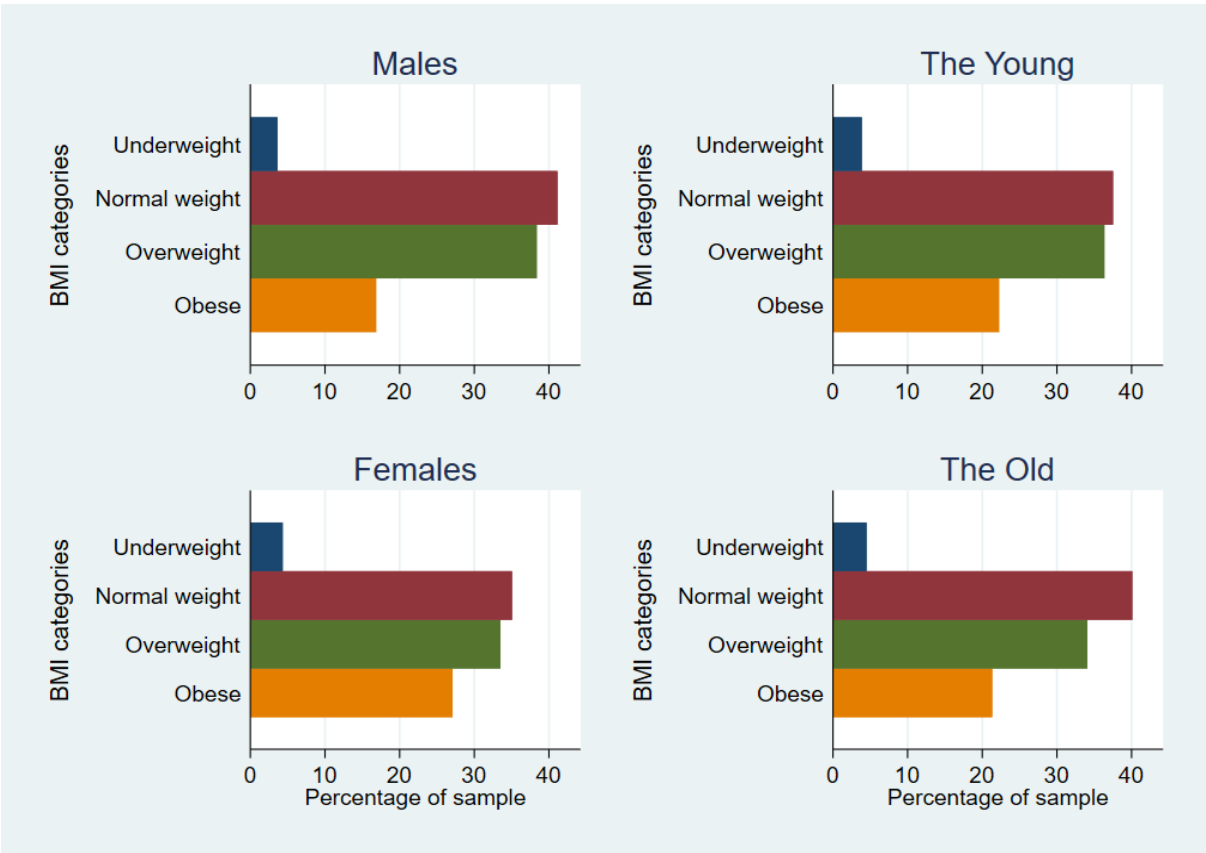 Males
BMI categories
Underweight
Normal weight
Overweight
Obese
0 10 20 30 40
The Young
BMI categories
Underweight
Normal weight
Overweight
Obese
0 10 20 30 40
Females
BMI categories
Underweight
Normal weight
Overweight
Obese
0 10 20 30 40
Percentage of sample
The Old
BMI categories
Underweight
Normal weight
Overweight
Obese
0 10 20 30 40
Percentage of sample